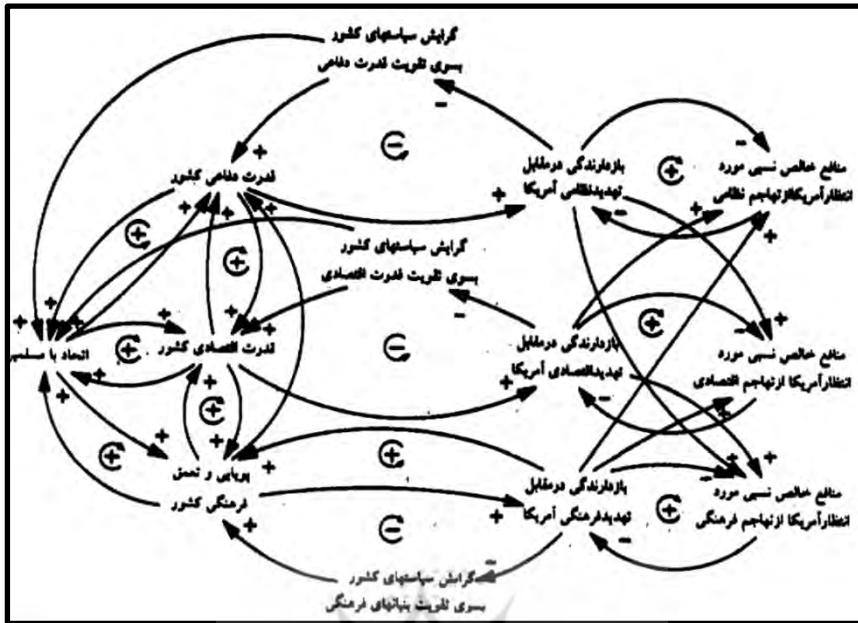 گرایش سیاستهای کشور
بسوی تقویت قدرت دفاعی
قدرت دفاعی کشور
بازدارندگی درمقابل
تهدیدنظامی آمریکا
منافع خالص نسبی مورد
انتظارآمریکاازتهاجم نظامی
گرایش سیاستهای کشور
بسوی تقویت قدرت اقتصادی
اتحاد با مسلمین
قدرت اقتصادی کشور
بازدارندگی درمقابل
تهدیداقتصادی آمریکا
منافع خالص نسبی مورد
انتظارآمریکا ازتهاجم اقتصادی
پویایی و تعمق
فرهنگی کشور
بازدارندگی درمقابل
تهدیدفرهنگی آمریکا
منافع خالص نسبی مورد
انتظارآمریکا ازتهاجم فرهنگی
گرایش سیاستهای کشور
بسوی تقویت بنیانهای فرهنگی